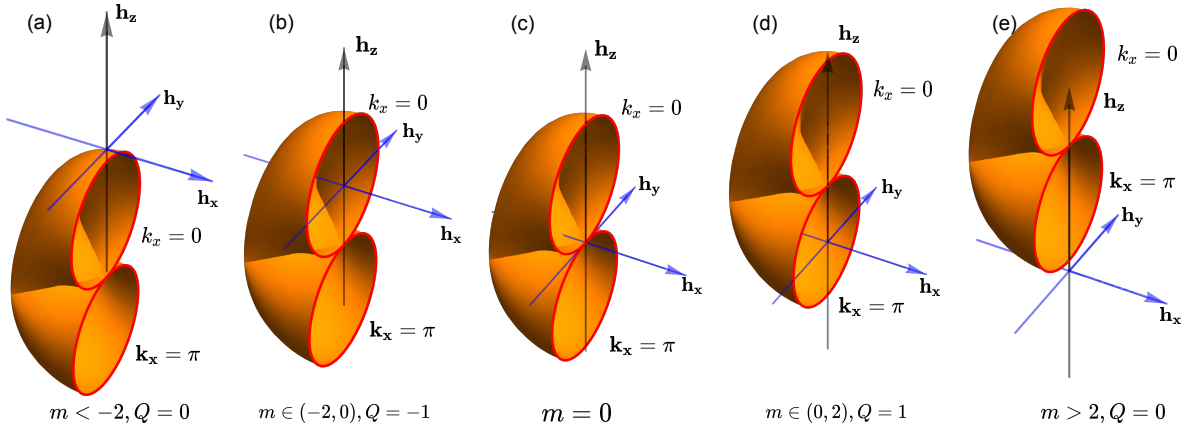 (a)
h_z
h_y
h_x
k_x = 0
k_x = π
m < −2, Q = 0
(b)
h_z
k_x = 0
h_y
h_x
k_x = π
m ∈ (−2, 0), Q = −1
(c)
h_z
k_x = 0
h_y
h_x
k_x = π
m = 0
(d)
h_z
k_x = 0
h_y
h_x
k_x = π
m ∈ (0, 2), Q = 1
(e)
k_x = 0
h_z
k_x = π
h_y
h_x
m > 2, Q = 0